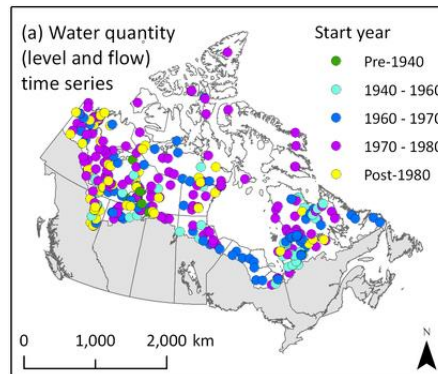 (a) Water quantity
(level and flow)
time series
Start year
Pre-1940
1940 - 1960
1960 - 1970
1970 - 1980
Post-1980
0 1,000 2,000 km
N